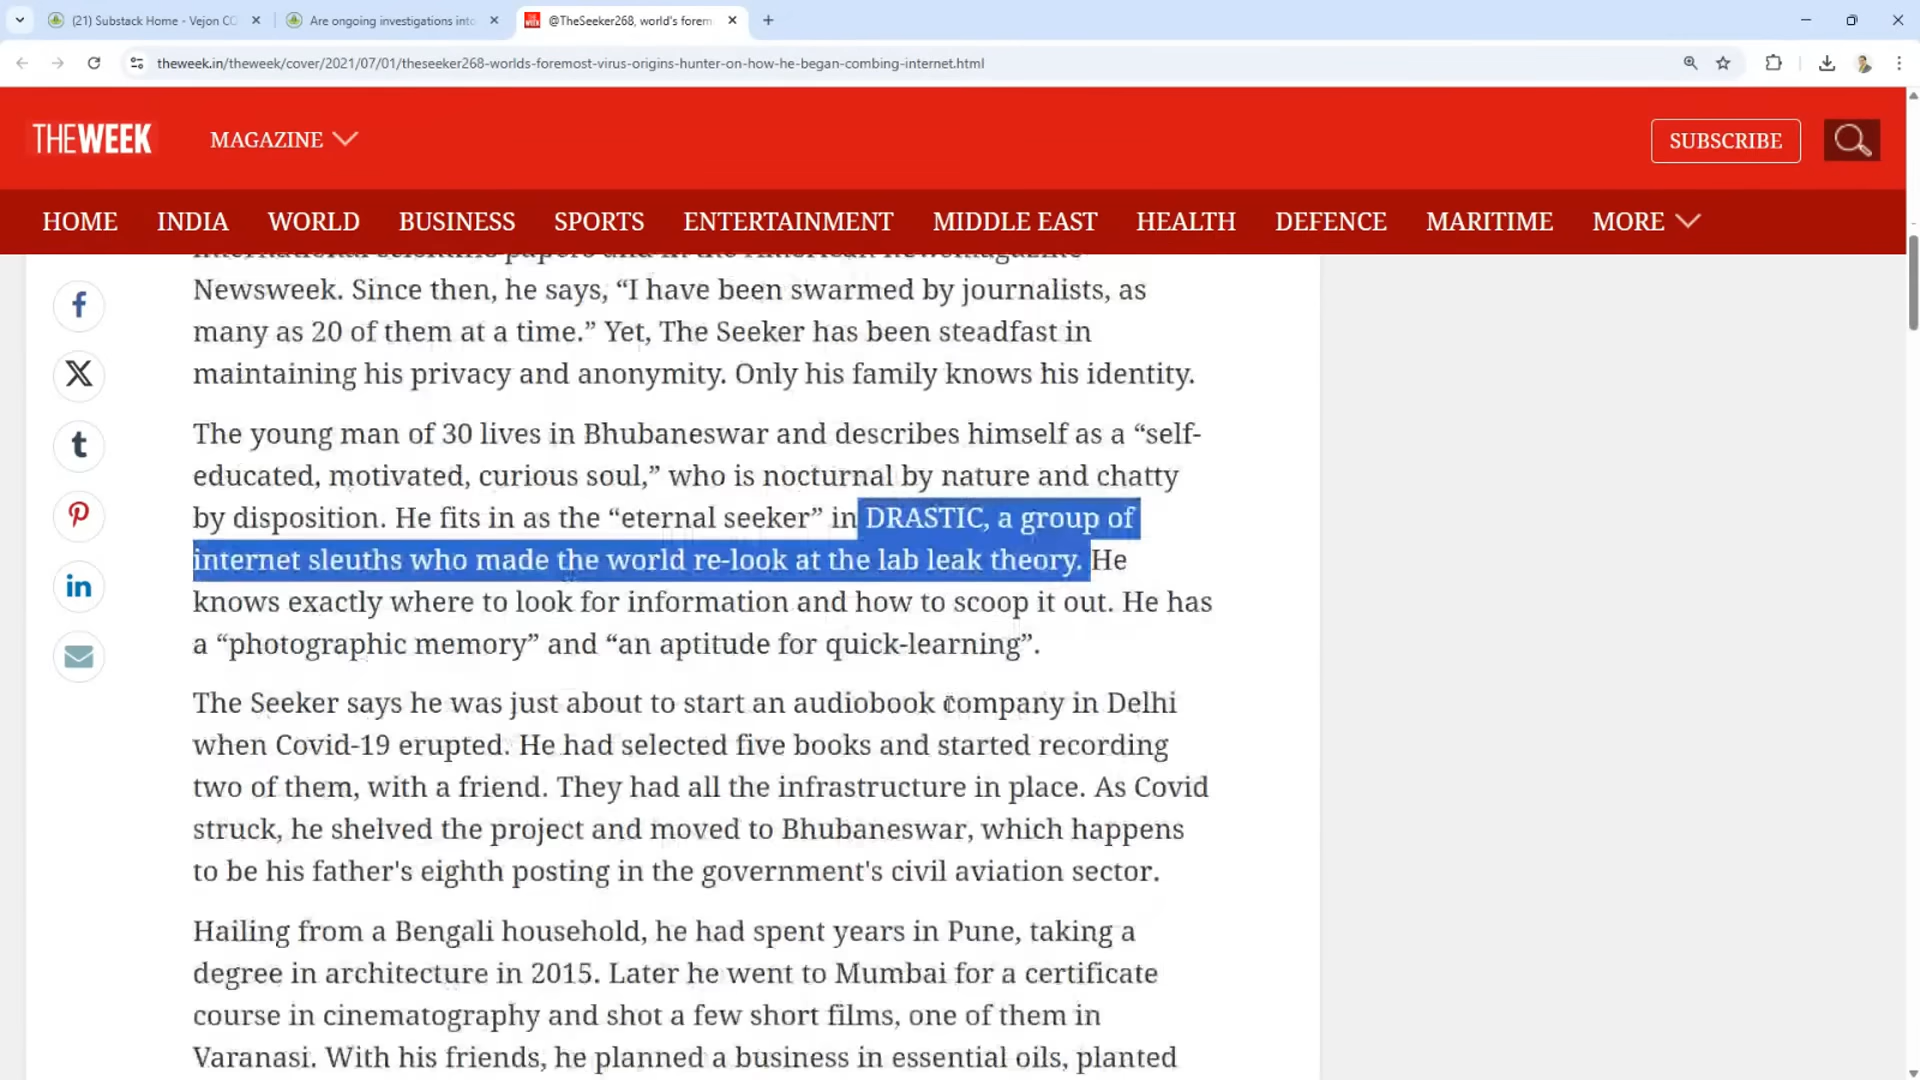 (21) Substack Home - Vejon CO
Are ongoing investigations into
@TheSeeker268, world's forem
theweek.in/theweek/cover/2021/07/01/theseeker268-worlds-foremost-virus-origins-hunter-on-how-he-began-combing-internet.html
THEWEEK
MAGAZINE
SUBSCRIBE
HOME INDIA WORLD BUSINESS SPORTS ENTERTAINMENT MIDDLE EAST HEALTH DEFENCE MARITIME MORE
international scientific papers and in the American newsmagazine
Newsweek. Since then, he says, “I have been swarmed by journalists, as
many as 20 of them at a time.” Yet, The Seeker has been steadfast in
maintaining his privacy and anonymity. Only his family knows his identity.
The young man of 30 lives in Bhubaneswar and describes himself as a “self-
educated, motivated, curious soul,” who is nocturnal by nature and chatty
by disposition. He fits in as the “eternal seeker” in DRASTIC, a group of
internet sleuths who made the world re-look at the lab leak theory. He
knows exactly where to look for information and how to scoop it out. He has
a “photographic memory” and “an aptitude for quick-learning”.
The Seeker says he was just about to start an audiobook company in Delhi
when Covid-19 erupted. He had selected five books and started recording
two of them, with a friend. They had all the infrastructure in place. As Covid
struck, he shelved the project and moved to Bhubaneswar, which happens
to be his father's eighth posting in the government's civil aviation sector.
Hailing from a Bengali household, he had spent years in Pune, taking a
degree in architecture in 2015. Later he went to Mumbai for a certificate
course in cinematography and shot a few short films, one of them in
Varanasi. With his friends, he planned a business in essential oils, planted